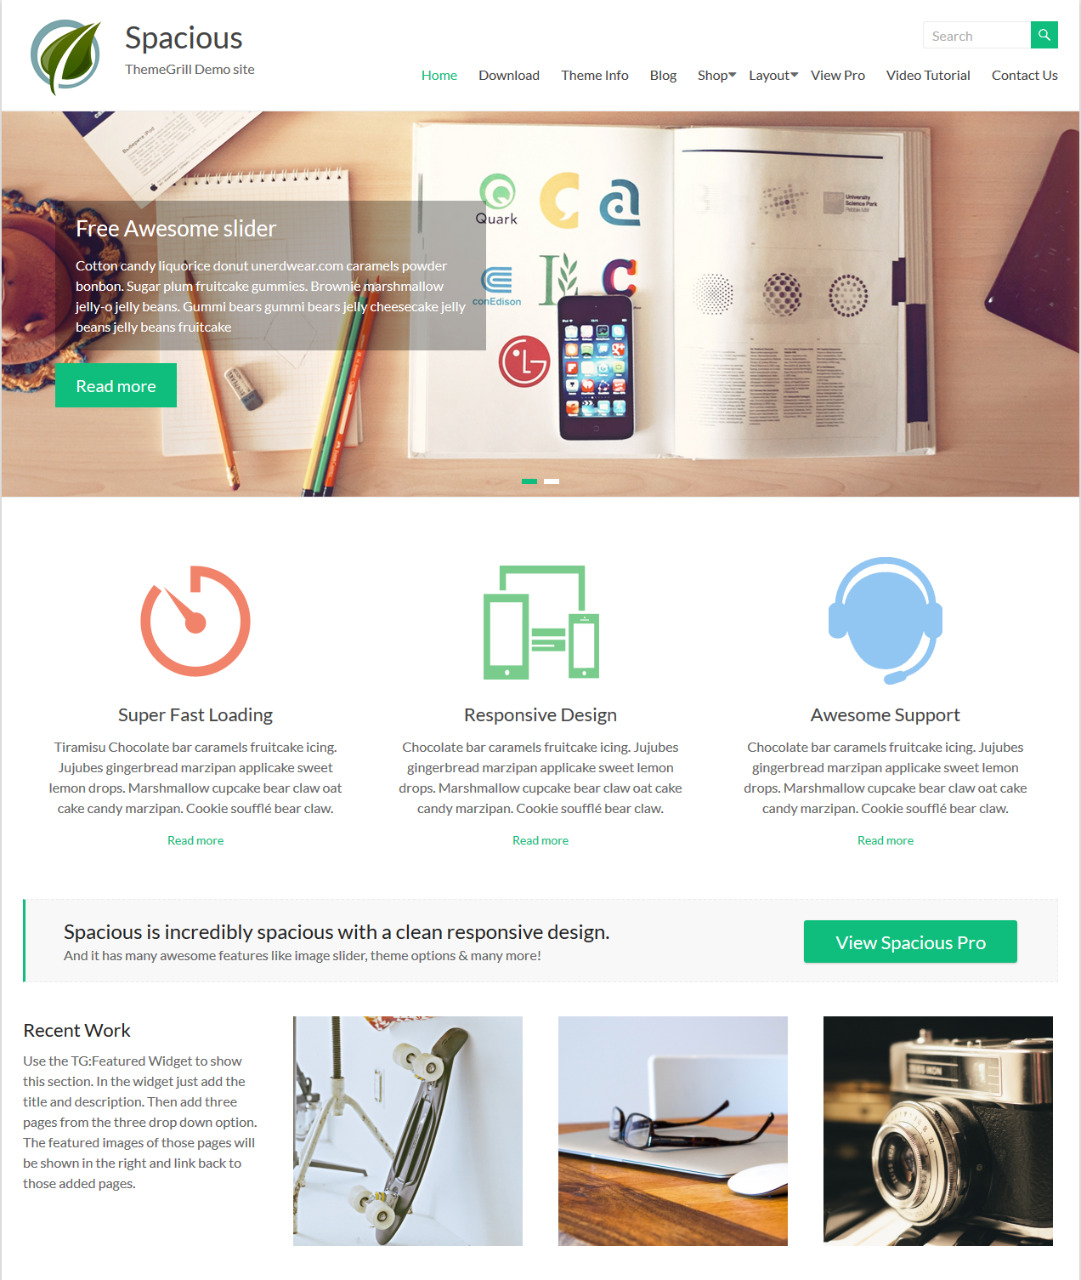 Spacious
ThemeGrill Demo site
Search
Home Download Theme Info Blog Shop Layout View Pro Video Tutorial Contact Us
Quark
conEdison
University
Science Park
Free Awesome slider
Cotton candy liquorice donut unerdwear.com caramels powder
bonbon. Sugar plum fruitcake gummies. Brownie marshmallow
jelly-o jelly beans. Gummi bears gummi bears jelly cheesecake jelly
beans jelly beans fruitcake
Read more
Super Fast Loading
Tiramisu Chocolate bar caramels fruitcake icing.
Jujubes gingerbread marzipan applicake sweet
lemon drops. Marshmallow cupcake bear claw oat
cake candy marzipan. Cookie soufflé bear claw.
Read more
Responsive Design
Chocolate bar caramels fruitcake icing. Jujubes
gingerbread marzipan applicake sweet lemon
drops. Marshmallow cupcake bear claw oat cake
candy marzipan. Cookie soufflé bear claw.
Read more
Awesome Support
Chocolate bar caramels fruitcake icing. Jujubes
gingerbread marzipan applicake sweet lemon
drops. Marshmallow cupcake bear claw oat cake
candy marzipan. Cookie soufflé bear claw.
Read more
Spacious is incredibly spacious with a clean responsive design.
And it has many awesome features like image slider, theme options & many more!
View Spacious Pro
Recent Work
Use the TG:Featured Widget to show
this section. In the widget just add the
title and description. Then add three
pages from the three drop down option.
The featured images of those pages will
be shown in the right and link back to
those added pages.